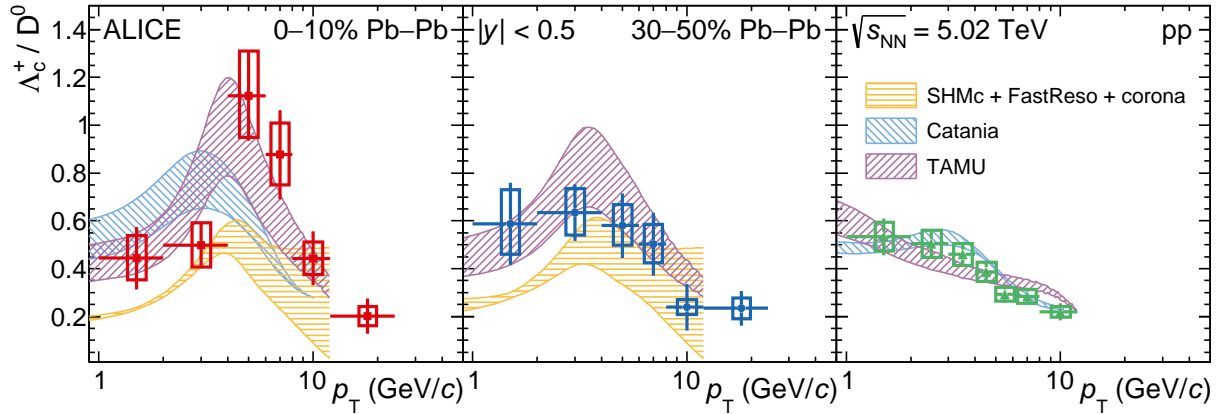 Λc+ / D0
1.4
1.2
1
0.8
0.6
0.4
0.2
ALICE
0–10% Pb–Pb
|y| < 0.5
30–50% Pb–Pb
√sNN = 5.02 TeV
pp
SHMc + FastReso + corona
Catania
TAMU
1
10
pT (GeV/c)
1
10
pT (GeV/c)
1
10
pT (GeV/c)